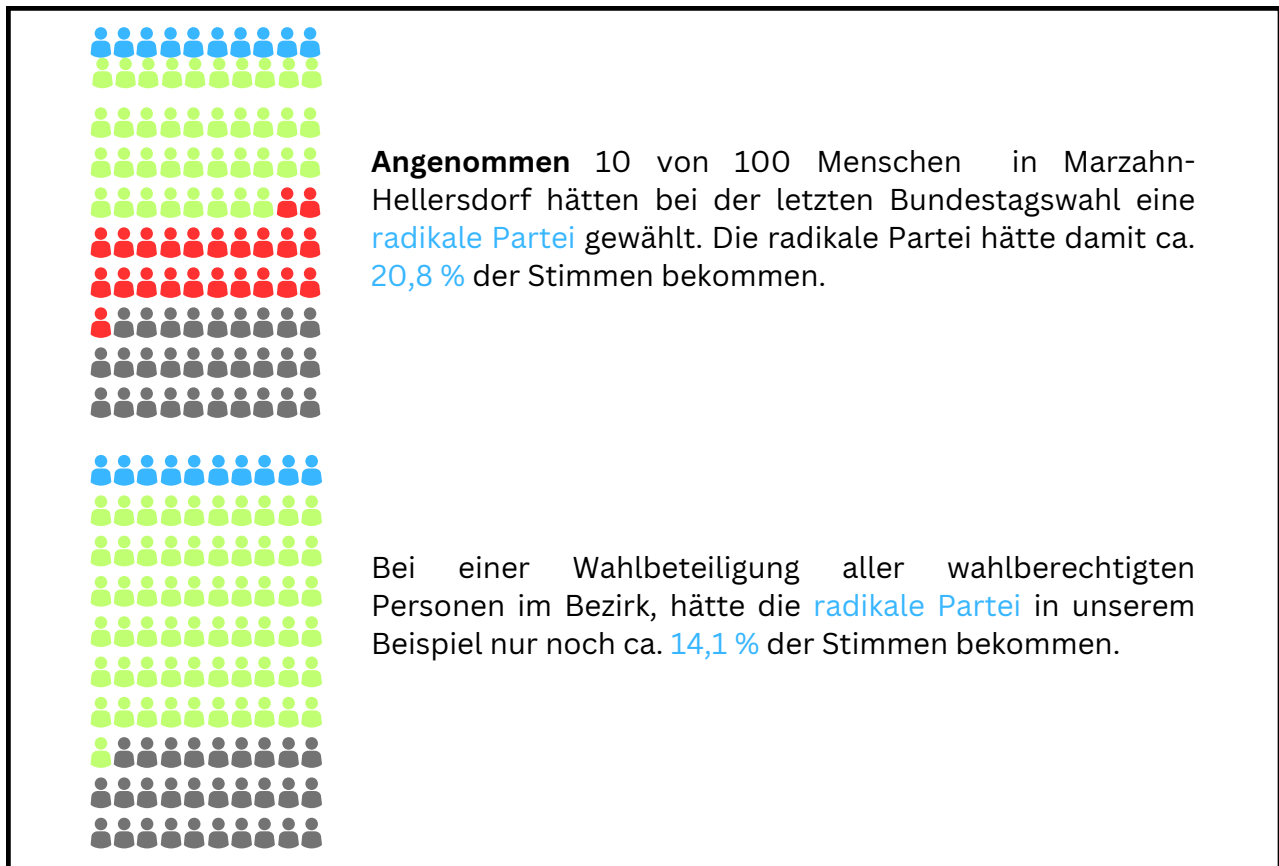 Angenommen 10 von 100 Menschen in Marzahn-
Hellersdorf hätten bei der letzten Bundestagswahl eine
radikale Partei gewählt. Die radikale Partei hätte damit ca.
20,8 % der Stimmen bekommen.
Bei einer Wahlbeteiligung aller wahlberechtigten
Personen im Bezirk, hätte die radikale Partei in unserem
Beispiel nur noch ca. 14,1 % der Stimmen bekommen.